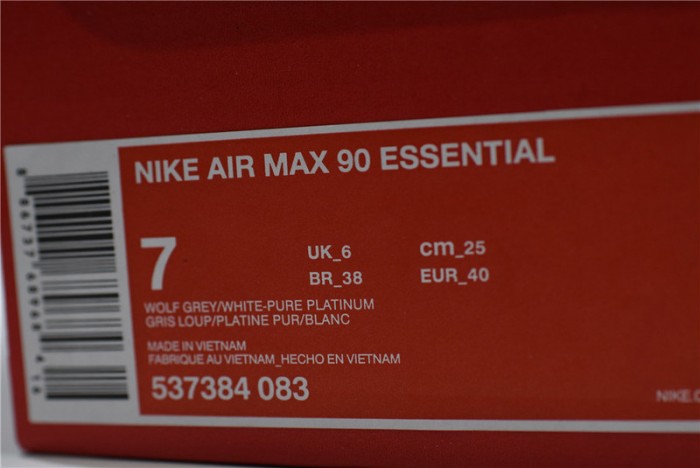 NIKE AIR MAX 90 ESSENTIAL
7
UK_6 cm_25
BR_38 EUR_40
WOLF GREY/WHITE-PURE PLATINUM
GRIS LOUP/PLATINE PUR/BLANC
MADE IN VIETNAM
FABRIQUE AU VIETNAM_HECHO EN VIETNAM
537384 083
NIKE.